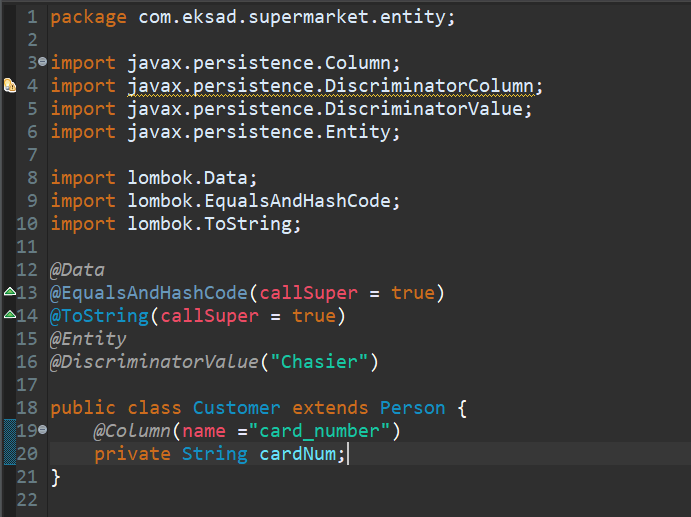 1 package com.eksad.supermarket.entity;
2
3 import javax.persistence.Column;
4 import javax.persistence.DiscriminatorColumn;
5 import javax.persistence.DiscriminatorValue;
6 import javax.persistence.Entity;
7
8 import lombok.Data;
9 import lombok.EqualsAndHashCode;
10 import lombok.ToString;
11
12 @Data
13 @EqualsAndHashCode(callSuper = true)
14 @ToString(callSuper = true)
15 @Entity
16 @DiscriminatorValue("Chasier")
17
18 public class Customer extends Person {
19     @Column(name ="card_number")
20     private String cardNum;
21 }
22